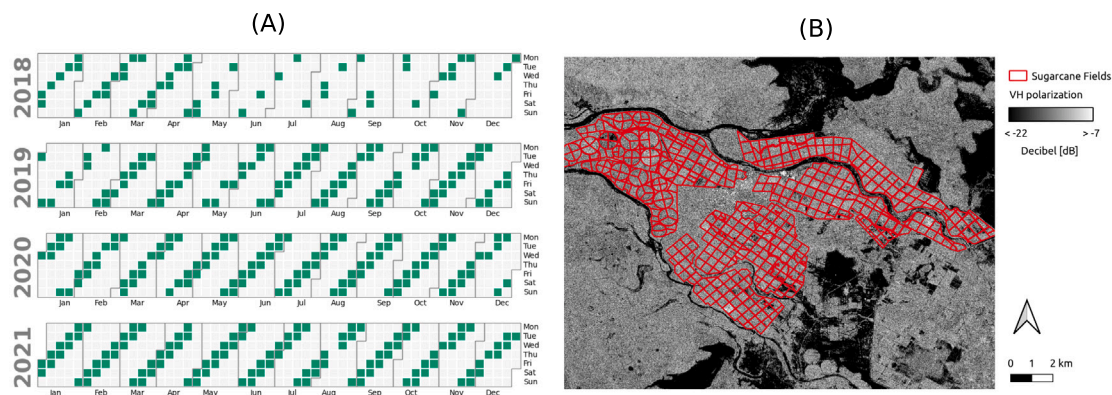 (A)
2018
Mon
Tue
Wed
Thu
Fri
Sat
Sun
Jan Feb Mar Apr May Jun Jul Aug Sep Oct Nov Dec
2019
Mon
Tue
Wed
Thu
Fri
Sat
Sun
Jan Feb Mar Apr May Jun Jul Aug Sep Oct Nov Dec
2020
Mon
Tue
Wed
Thu
Fri
Sat
Sun
Jan Feb Mar Apr May Jun Jul Aug Sep Oct Nov Dec
2021
Mon
Tue
Wed
Thu
Fri
Sat
Sun
Jan Feb Mar Apr May Jun Jul Aug Sep Oct Nov Dec
(B)
Sugarcane Fields
VH polarization
< -22 > -7
Decibel [dB]
0 1 2 km